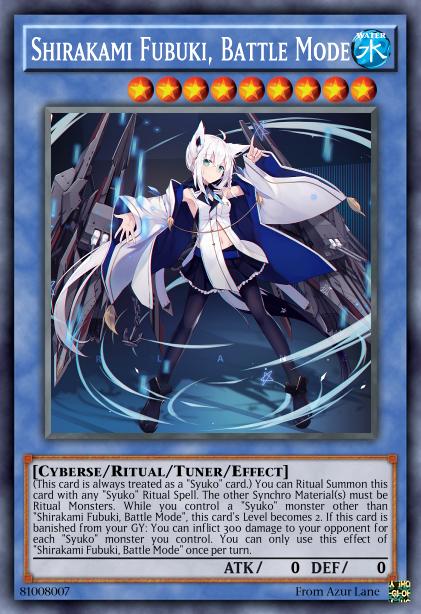 SHIRAKAMI FUBUKI, BATTLE MODE
WATER
水
[CYBERSE/RITUAL/TUNER/EFFECT]
(This card is always treated as a "Syuko" card.) You can Ritual Summon this
card with any "Syuko" Ritual Spell. The other Synchro Material(s) must be
Ritual Monsters. While you control a "Syuko" monster other than
"Shirakami Fubuki, Battle Mode", this card's Level becomes 2. If this card is
banished from your GY: You can inflict 300 damage to your opponent for
each "Syuko" monster you control. You can only use this effect of
"Shirakami Fubuki, Battle Mode" once per turn.
ATK/ 0 DEF/ 0
81008007 From Azur Lane